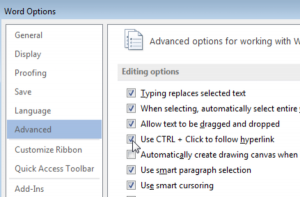 Word Options
General
Display
Proofing
Save
Language
Advanced
Customize Ribbon
Quick Access Toolbar
Add-Ins
Advanced options for working with W
Editing options
Typing replaces selected text
When selecting, automatically select entire
Allow text to be dragged and dropped
Use CTRL + Click to follow hyperlink
Automatically create drawing canvas when
Use smart paragraph selection
Use smart cursoring